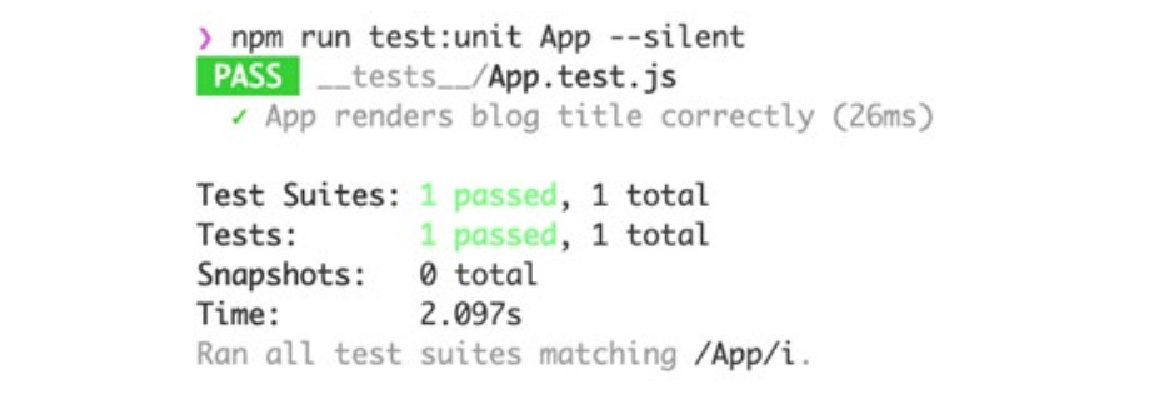 ❯ npm run test:unit App --silent
PASS __tests__/App.test.js
✓ App renders blog title correctly (26ms)
Test Suites: 1 passed, 1 total
Tests: 1 passed, 1 total
Snapshots: 0 total
Time: 2.097s
Ran all test suites matching /App/i.